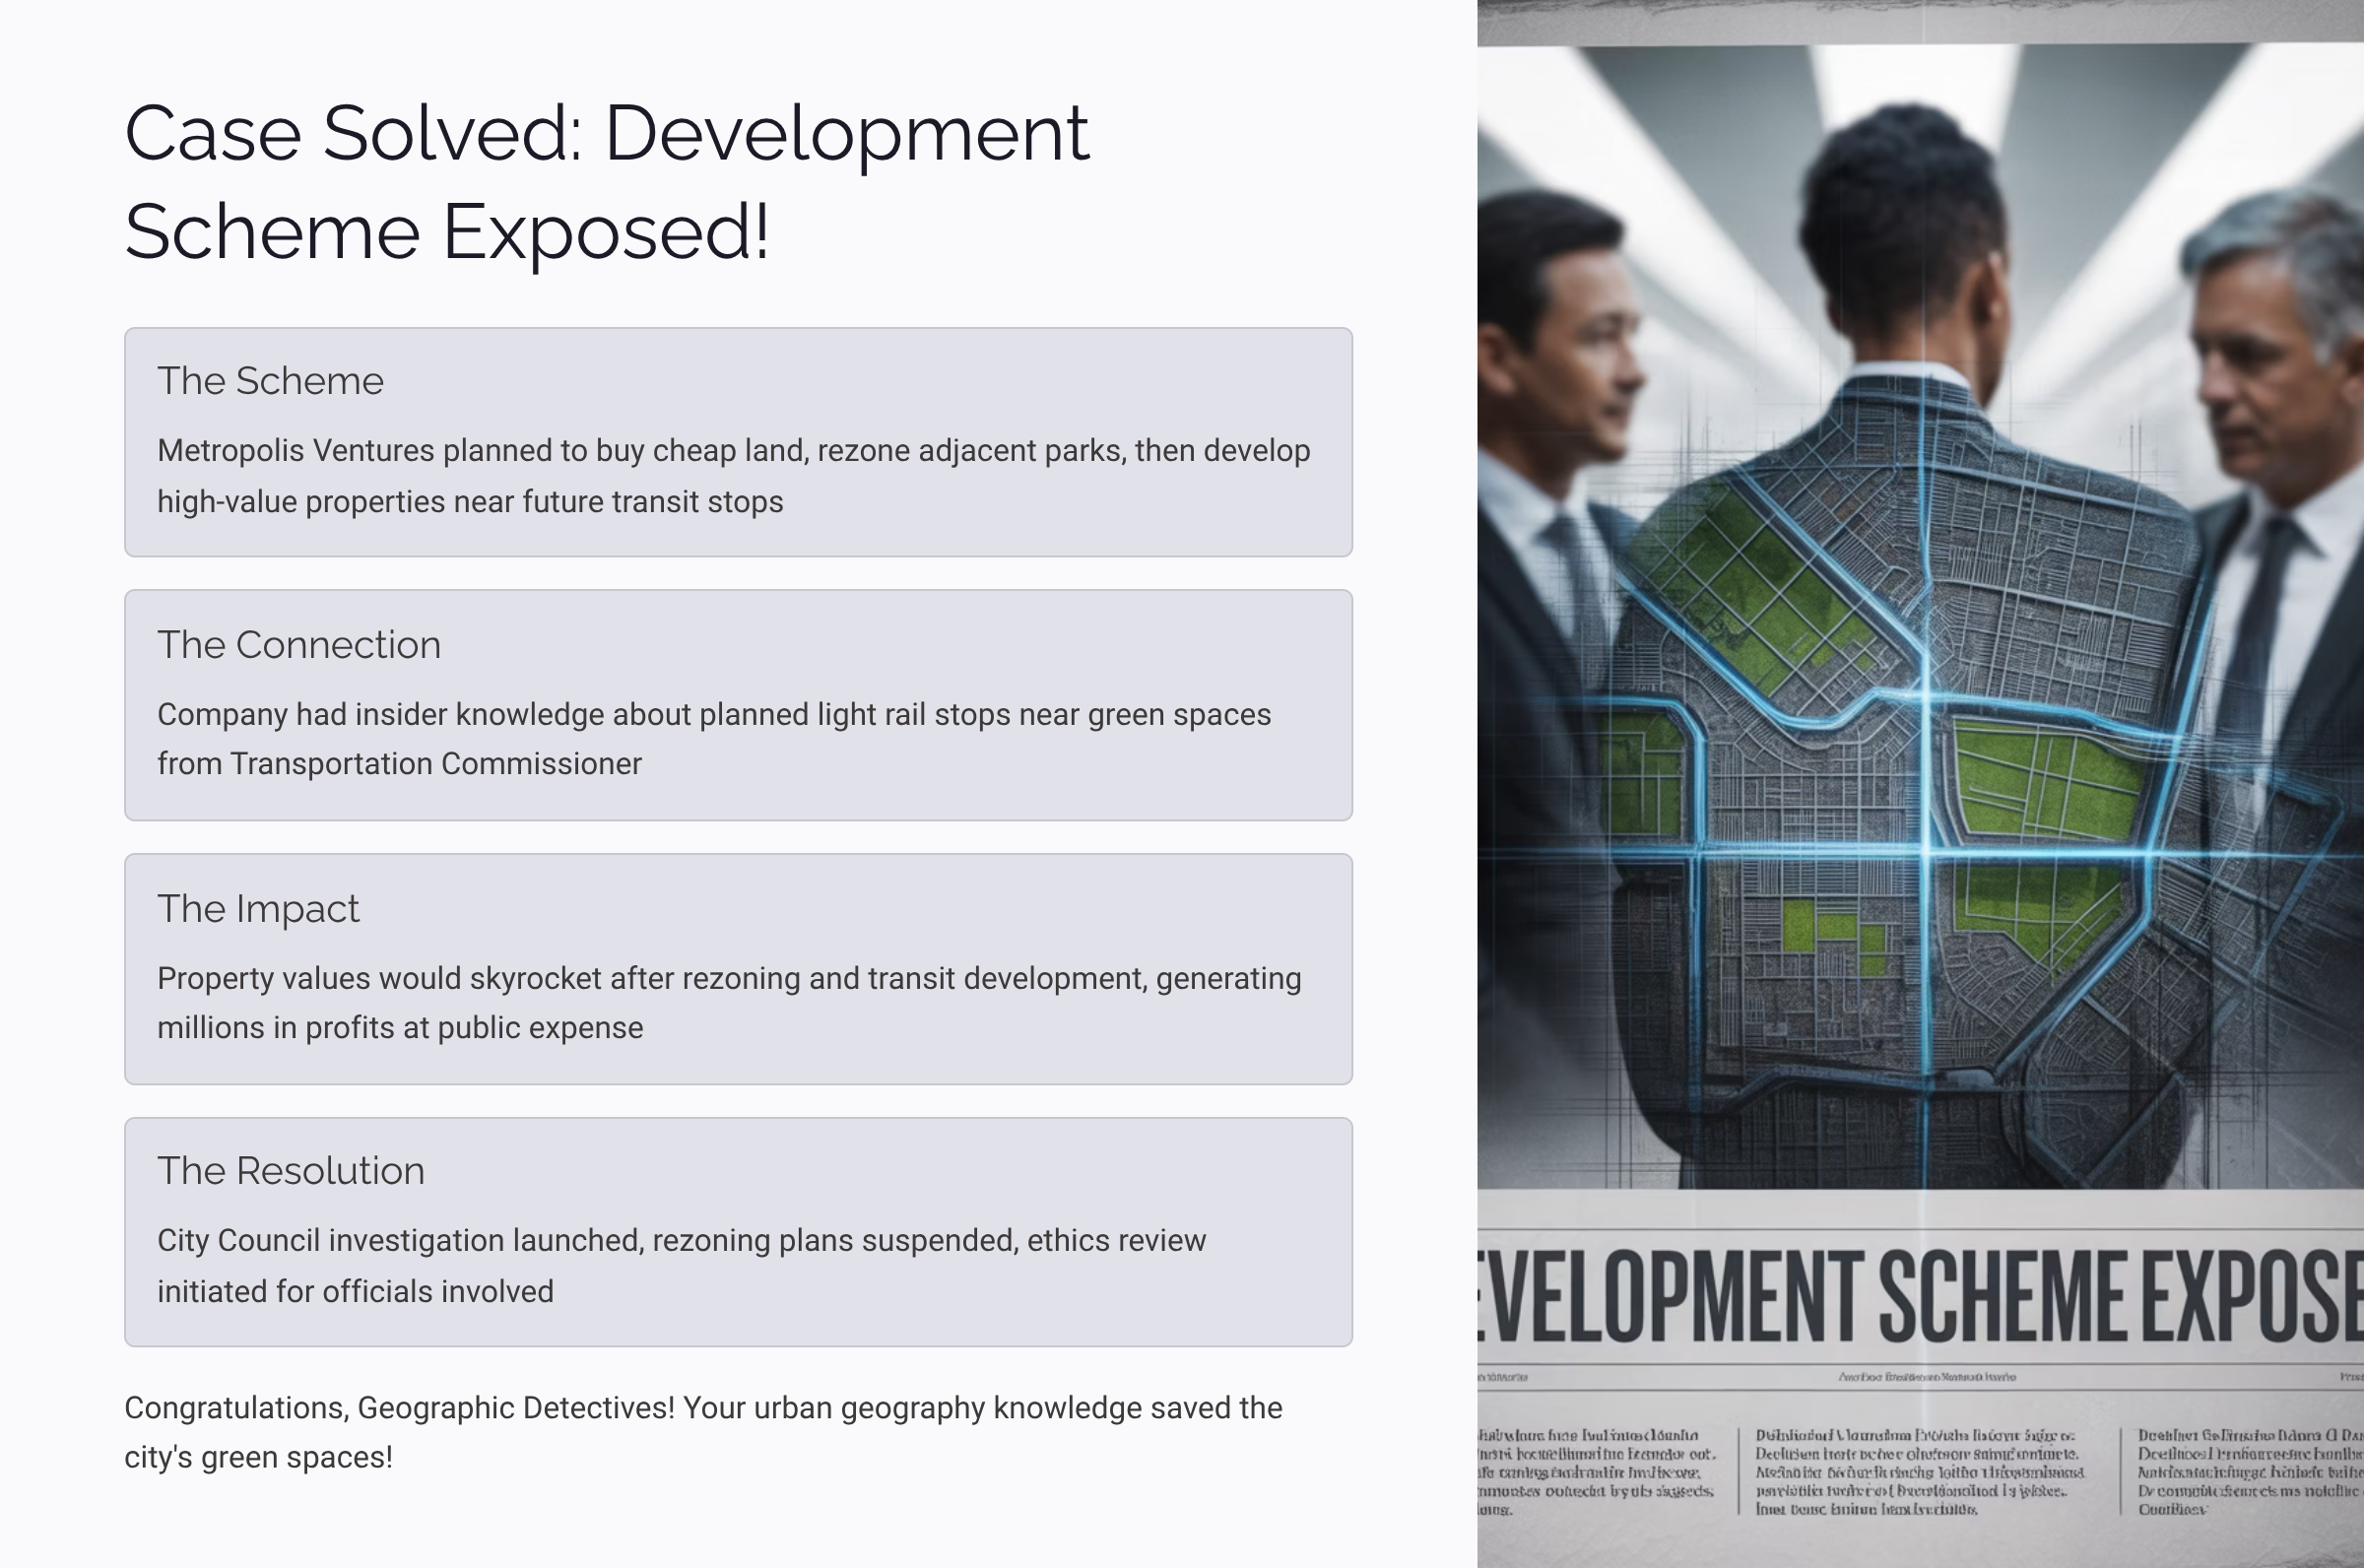 Case Solved: Development
Scheme Exposed!
The Scheme
Metropolis Ventures planned to buy cheap land, rezone adjacent parks, then develop
high-value properties near future transit stops
The Connection
Company had insider knowledge about planned light rail stops near green spaces
from Transportation Commissioner
The Impact
Property values would skyrocket after rezoning and transit development, generating
millions in profits at public expense
The Resolution
City Council investigation launched, rezoning plans suspended, ethics review
initiated for officials involved
Congratulations, Geographic Detectives! Your urban geography knowledge saved the
city's green spaces!
EVELOPMENT SCHEME EXPOSE